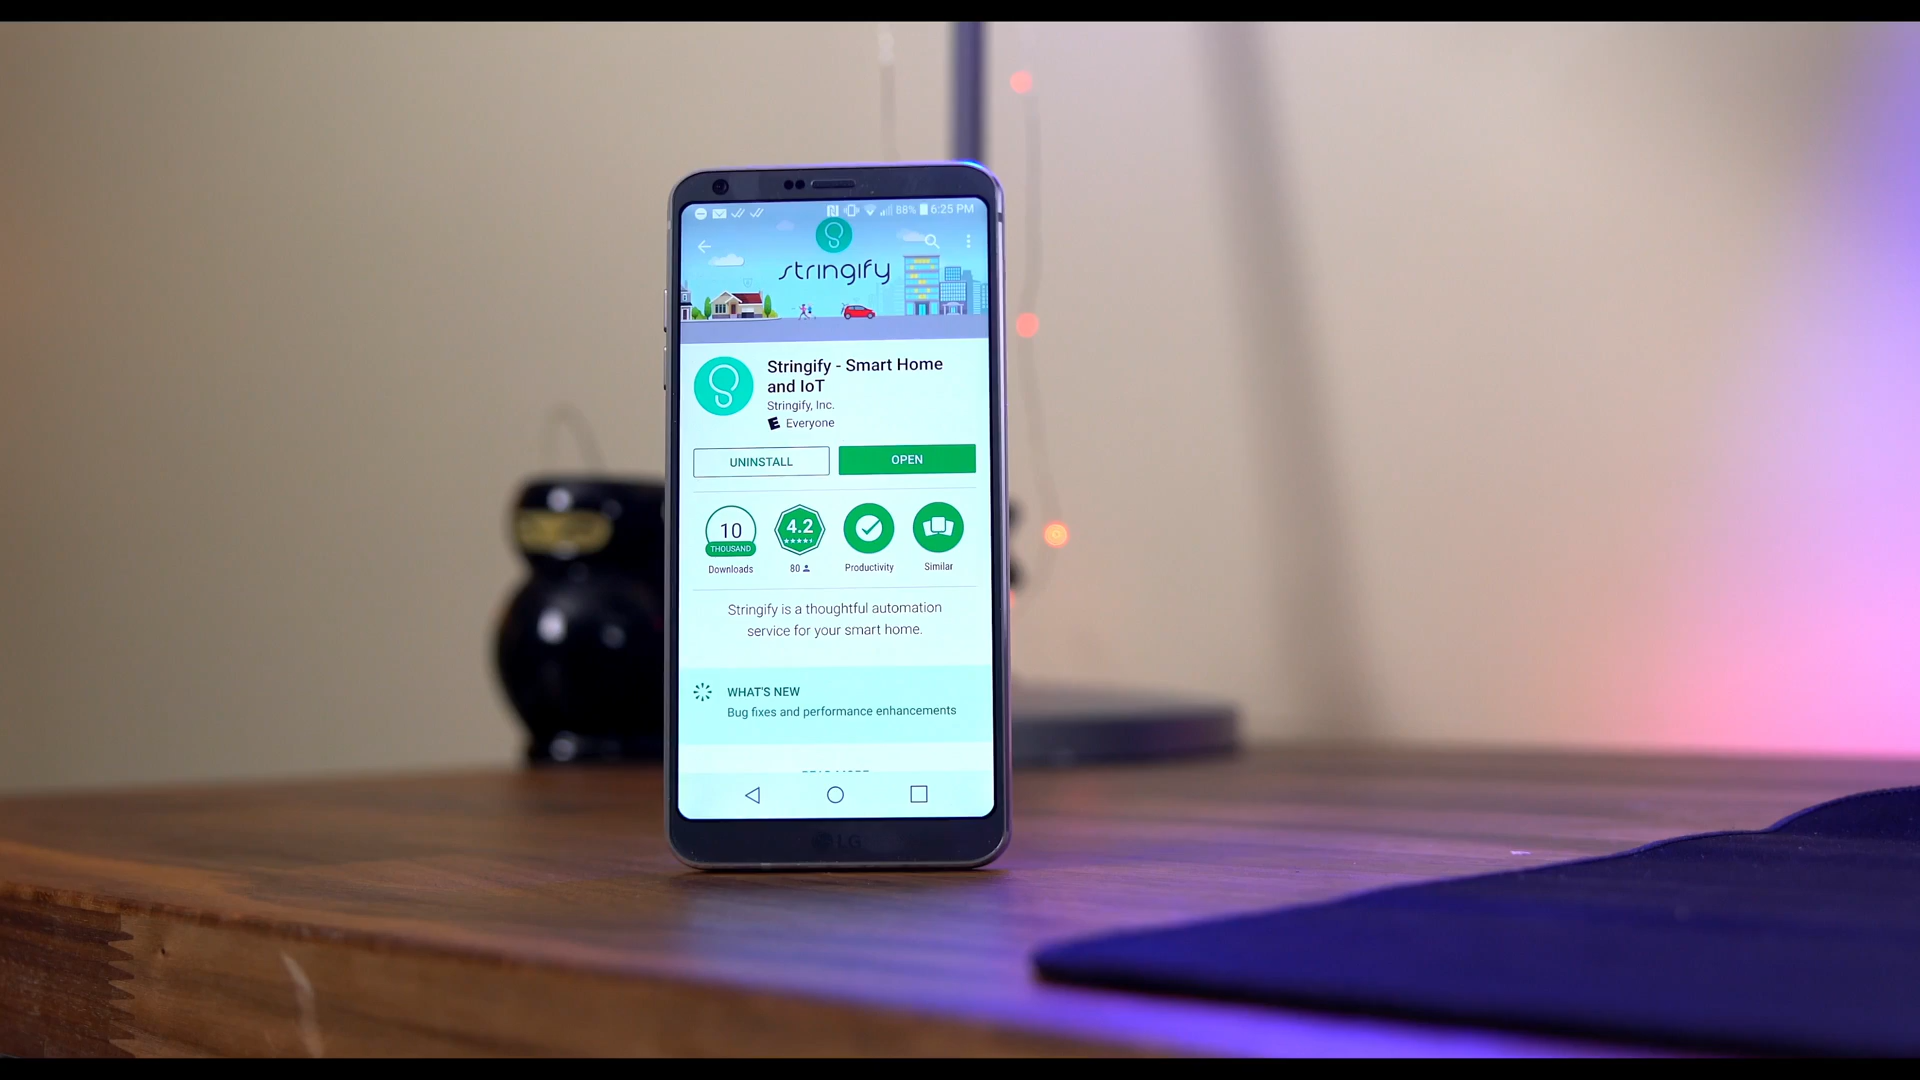 88% 6:25 PM
stringify
Stringify - Smart Home
and IoT
Stringify, Inc.
E Everyone
UNINSTALL
OPEN
10
THOUSAND
Downloads
4.2
80
Productivity
Similar
Stringify is a thoughtful automation
service for your smart home.
WHAT'S NEW
Bug fixes and performance enhancements
LG